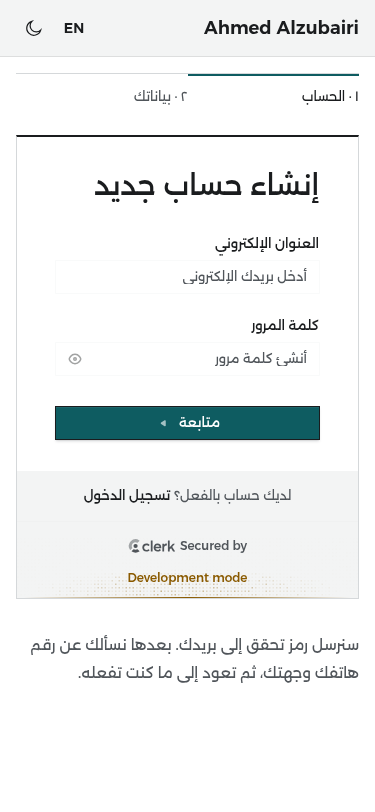 Ahmed Alzubairi
EN
٠١ · الحساب
٠٢ · بياناتك
إنشاء حساب جديد
العنوان الإلكتروني
أدخل بريدك الإلكتروني
كلمة المرور
أنشئ كلمة مرور
متابعة
لديك حساب بالفعل؟ تسجيل الدخول
Secured by clerk
Development mode
سنرسل رمز تحقق إلى بريدك. بعدها نسألك عن رقم
هاتفك وجهتك، ثم تعود إلى ما كنت تفعله.